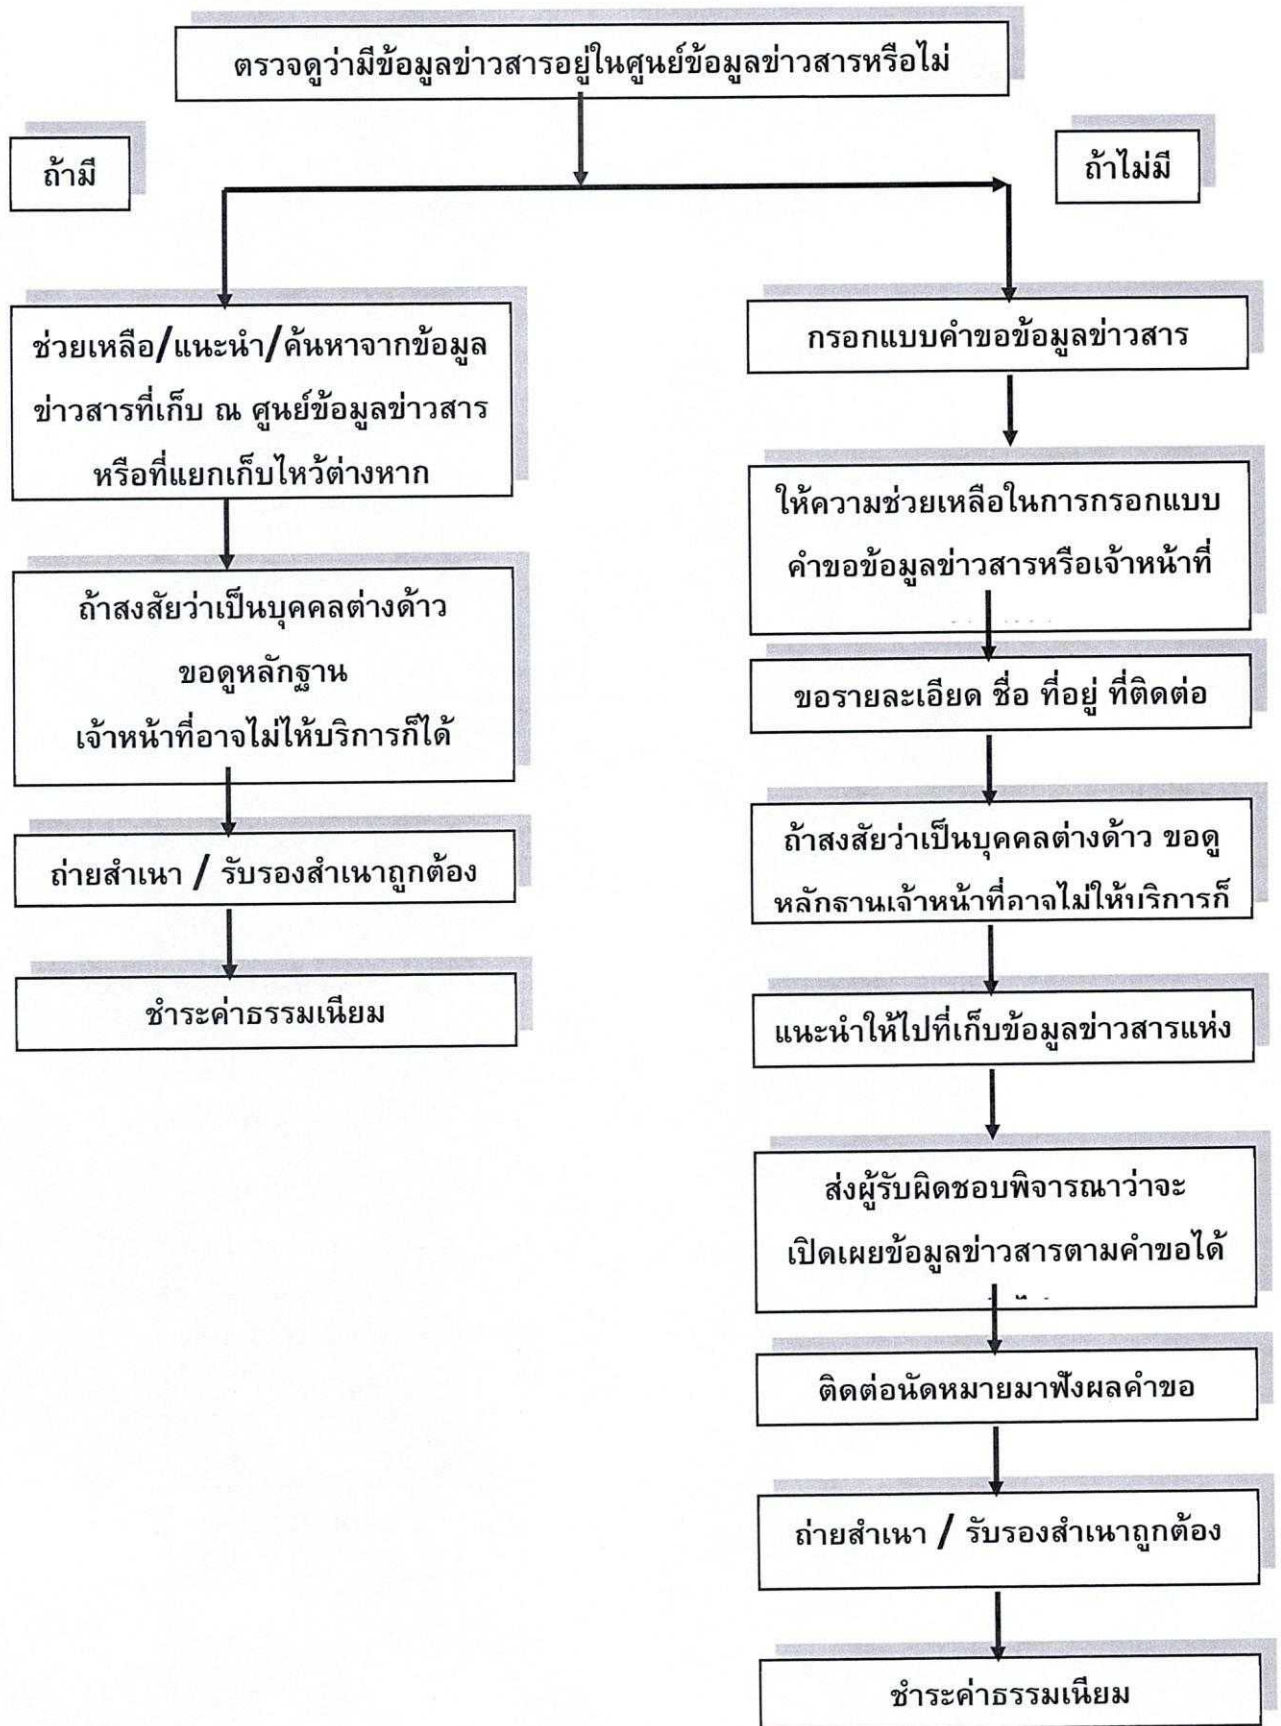 ตรวจดูว่ามีข้อมูลข่าวสารอยู่ในศูนย์ข้อมูลข่าวสารหรือไม่
ถ้ามี
ถ้าไม่มี
ช่วยเหลือ/แนะนำ/ค้นหาจากข้อมูล
ข่าวสารที่เก็บ ณ ศูนย์ข้อมูลข่าวสาร
หรือที่แยกเก็บไหว้ต่างหาก
ถ้าสงสัยว่าเป็นบุคคลต่างด้าว
ขอดูหลักฐาน
เจ้าหน้าที่อาจไม่ไห้บริการก็ได้
ถ่ายสำเนา / รับรองสำเนาถูกต้อง
ชำระค่าธรรมเนียม
กรอกแบบคำขอข้อมูลข่าวสาร
ให้ความช่วยเหลือในการกรอกแบบ
คำขอข้อมูลข่าวสารหรือเจ้าหน้าที่
ขอรายละเอียด ชื่อ ที่อยู่ ที่ติดต่อ
ถ้าสงสัยว่าเป็นบุคคลต่างด้าว ขอดู
หลักฐานเจ้าหน้าที่อาจไม่ให้บริการก็
แนะนำให้ไปที่เก็บข้อมูลข่าวสารแห่ง
ส่งผู้รับผิดชอบพิจารณาว่าจะ
เปิดเผยข้อมูลข่าวสารตามคำขอได้
ติดต่อนัดหมายมาฟังผลคำขอ
ถ่ายสำเนา / รับรองสำเนาถูกต้อง
ชำระค่าธรรมเนียม